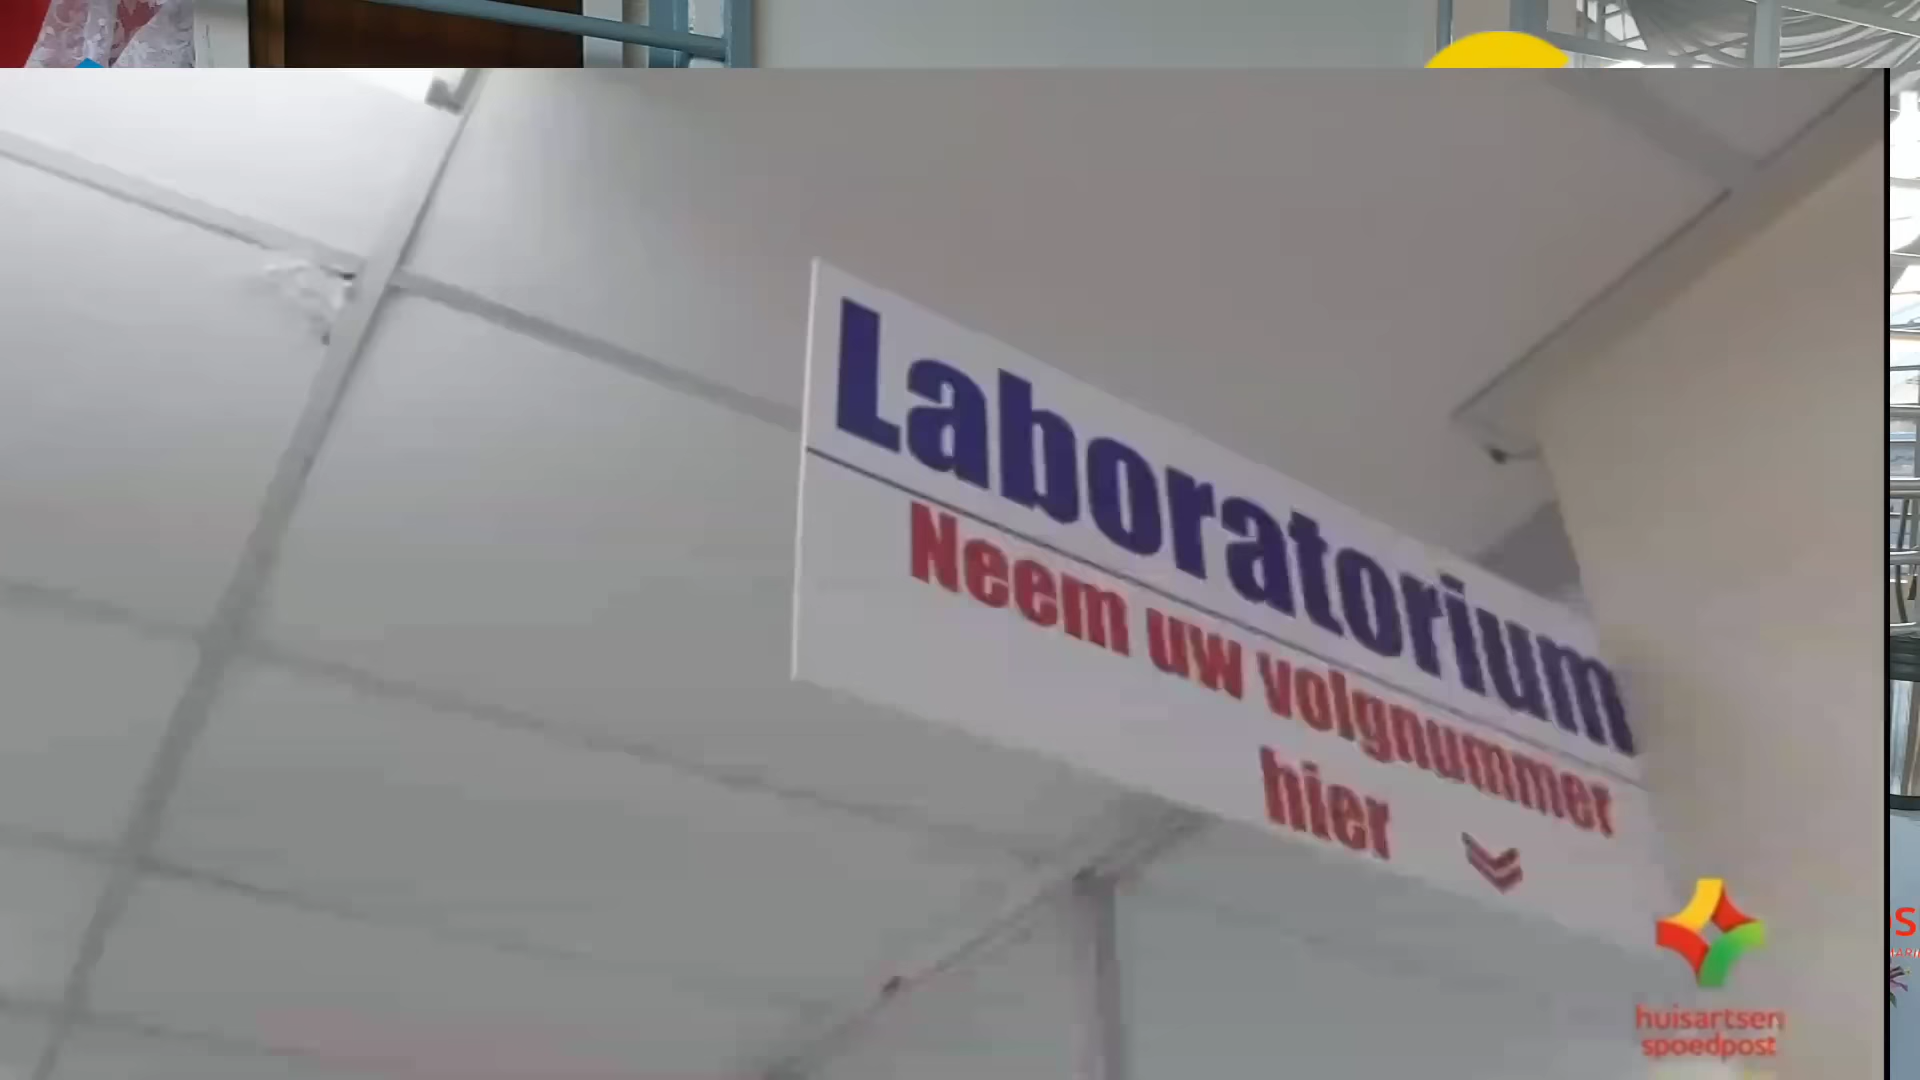 Laboratorium
Neem uw volgnummer
hier
huisartsen
spoedpost